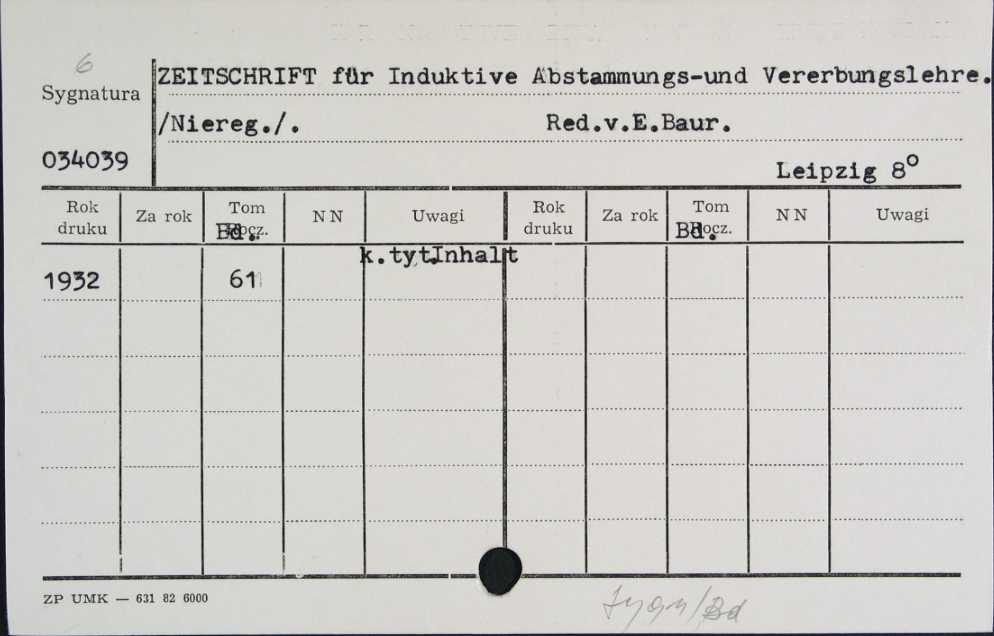 6
Sygnatura
ZEITSCHRIFT für Induktive Abstammungs-und Vererbungslehre.
/Niereg./. Red.v.E.Baur.
034039
Leipzig 8°
Rok druku Za rok Tom Rocz. Bd. NN Uwagi Rok druku Za rok Tom Rocz. Bd. NN Uwagi
k.tyt.Inhalt
1932 61
ZP UMK — 631 82 6000